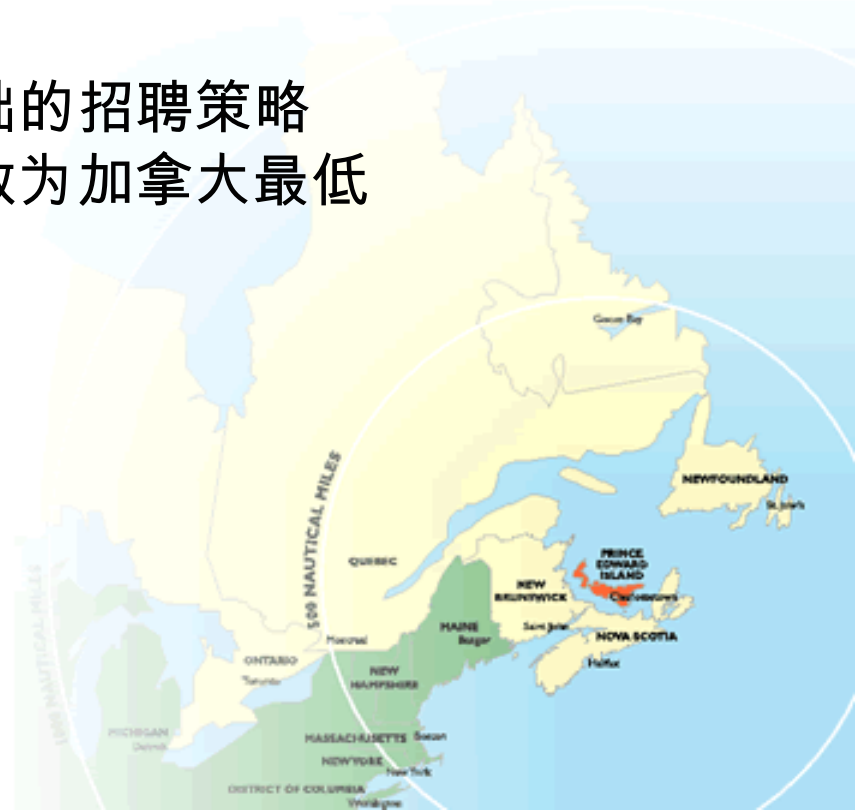 的招聘策略
为加拿大最低
Goose Bay
NEWFOUNDLAND
St. John's
500 NAUTICAL MILES
QUEBEC
PRINCE
EDWARD
ISLAND
Charlottetown
NEW
BRUNSWICK
Saint John
NOVA SCOTIA
Halifax
MAINE
Bangor
Montreal
ONTARIO
Toronto
NEW
HAMPSHIRE
MICHIGAN
Detroit
MASSACHUSETTS
Boston
NEW YORK
New York
DISTRICT OF COLUMBIA
Washington